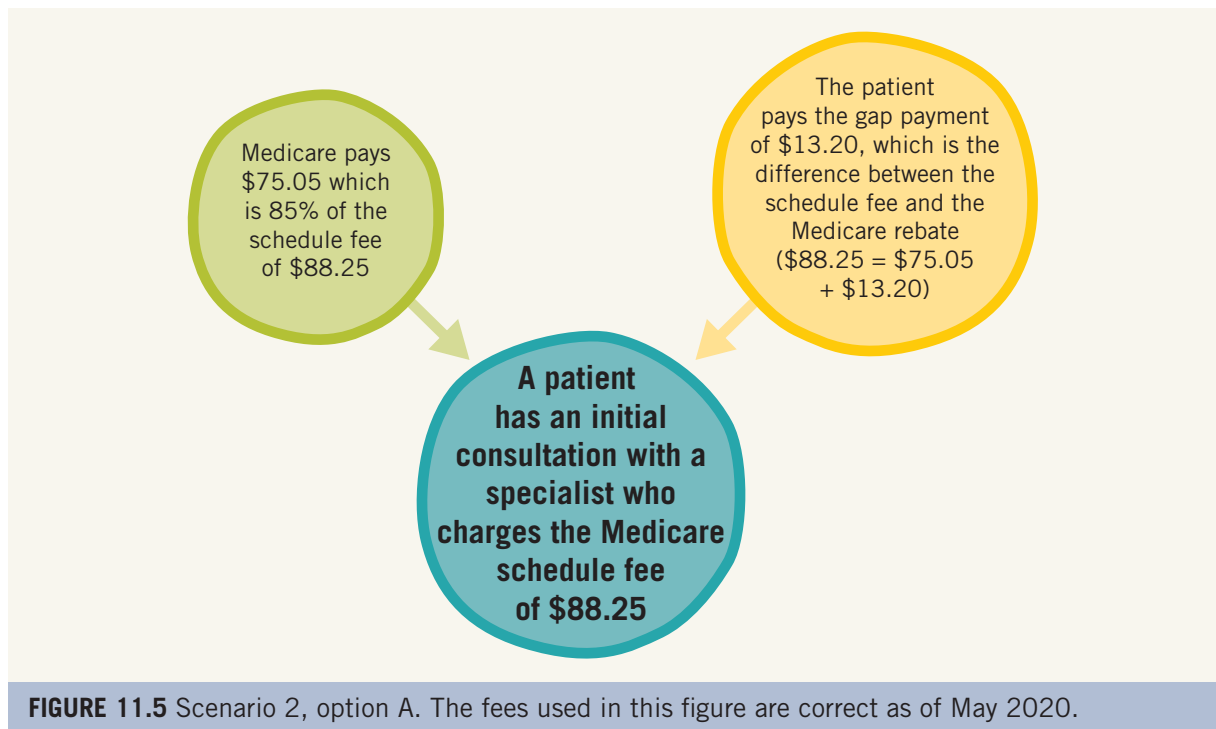 Medicare pays
$75.05 which
is 85% of the
schedule fee
of $88.25
The patient
pays the gap payment
of $13.20, which is the
difference between the
schedule fee and the
Medicare rebate
($88.25 = $75.05
+ $13.20)
A patient
has an initial
consultation with a
specialist who
charges the Medicare
schedule fee
of $88.25
FIGURE 11.5 Scenario 2, option A. The fees used in this figure are correct as of May 2020.